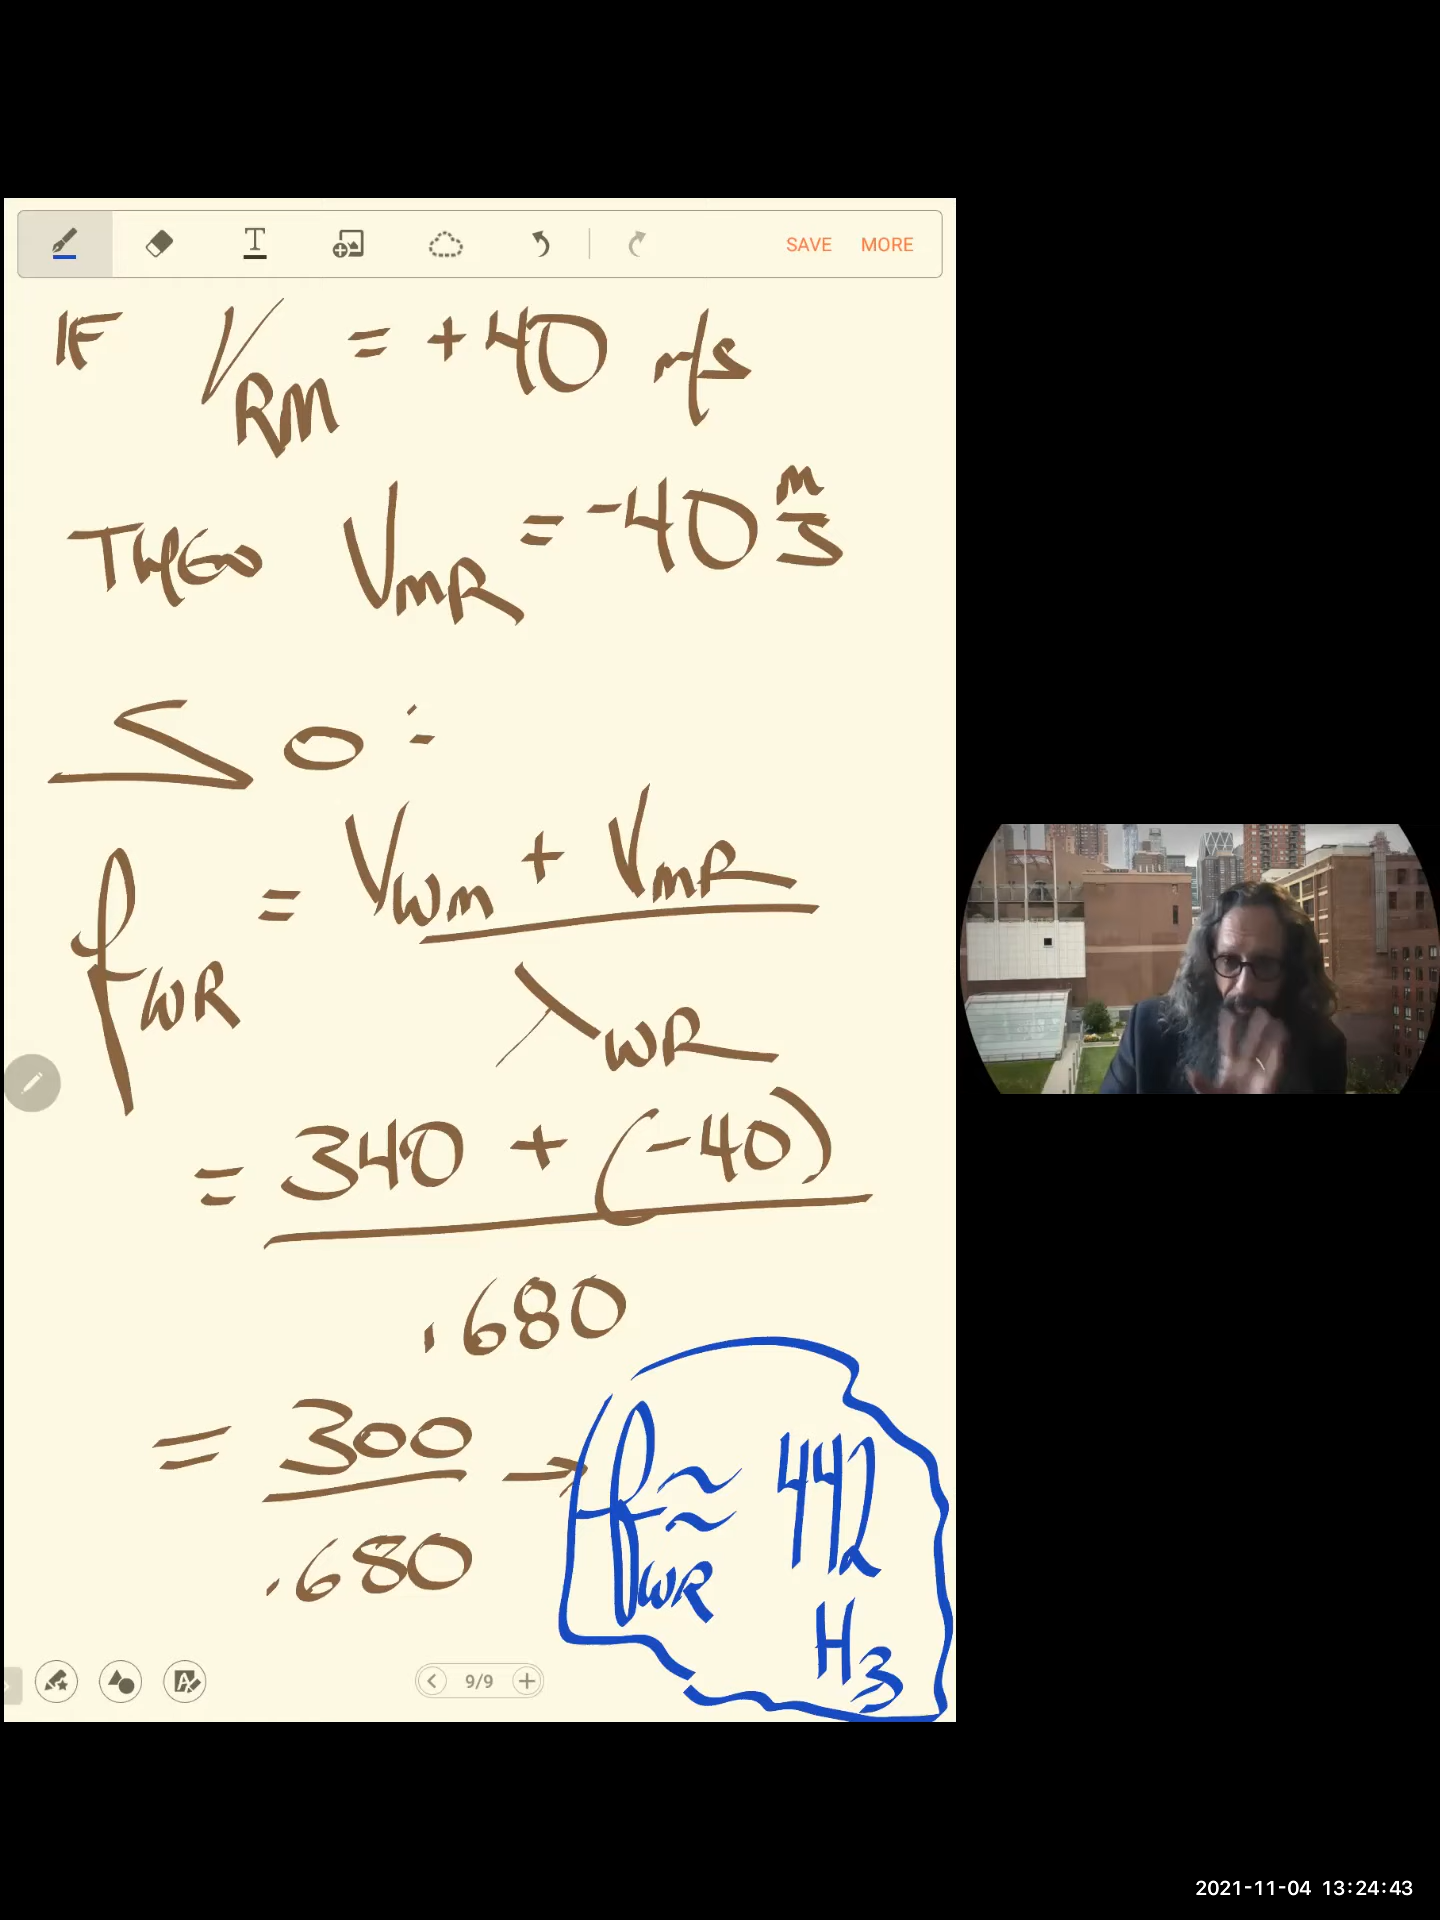 T SAVE MORE
IF V_RM = +40 m/s
THEN V_MR = -40 m/s
SO:
f_WR = (V_WM + V_MR) / λ_WR
= (340 + (-40)) / .680
= 300 / .680 → f_WR ≈ 442 Hz
A
9/9
2021-11-04 13:24:43